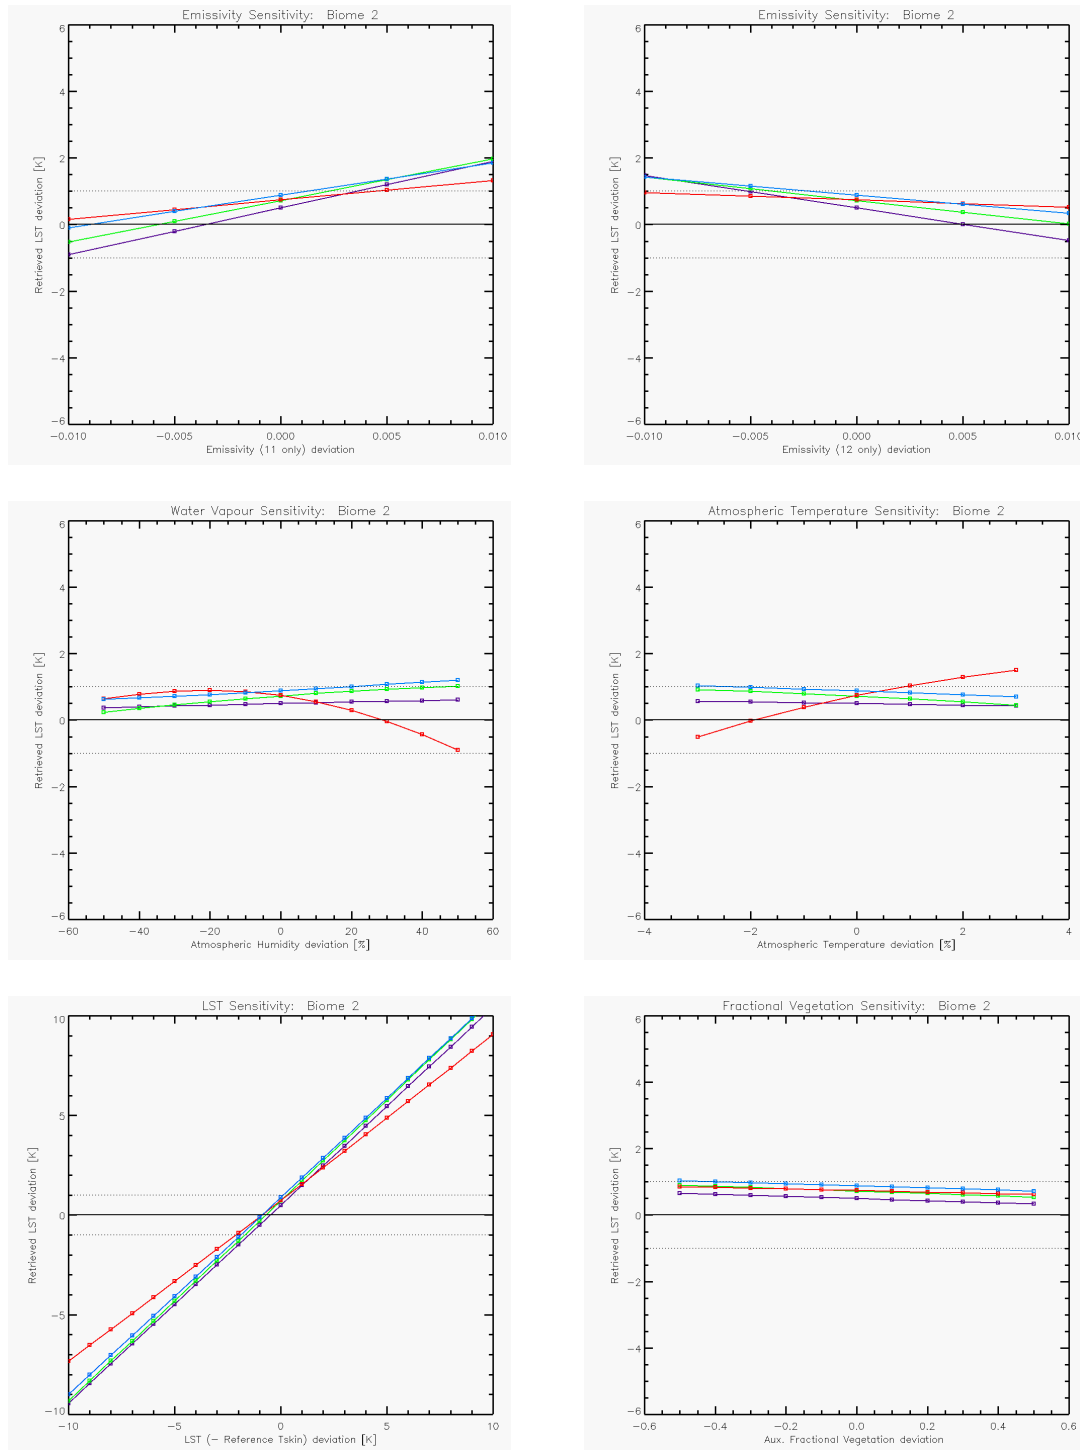 Emissivity Sensitivity: Biome 2
6
4
2
0
-2
-4
-6
Retrieved LST deviation [K]
-0.010 -0.005 0.000 0.005 0.010
Emissivity (11 only) deviation
Emissivity Sensitivity: Biome 2
6
4
2
0
-2
-4
-6
Retrieved LST deviation [K]
-0.010 -0.005 0.000 0.005 0.010
Emissivity (12 only) deviation
Water Vapour Sensitivity: Biome 2
6
4
2
0
-2
-4
-6
Retrieved LST deviation [K]
-60 -40 -20 0 20 40 60
Atmospheric Humidity deviation [%]
Atmospheric Temperature Sensitivity: Biome 2
6
4
2
0
-2
-4
-6
Retrieved LST deviation [K]
-4 -2 0 2 4
Atmospheric Temperature deviation [%]
LST Sensitivity: Biome 2
10
5
0
-5
-10
Retrieved LST deviation [K]
-10 -5 0 5 10
LST (- Reference Tskin) deviation [K]
Fractional Vegetation Sensitivity: Biome 2
6
4
2
0
-2
-4
-6
Retrieved LST deviation [K]
-0.6 -0.4 -0.2 0.0 0.2 0.4 0.6
Aux. Fractional Vegetation deviation